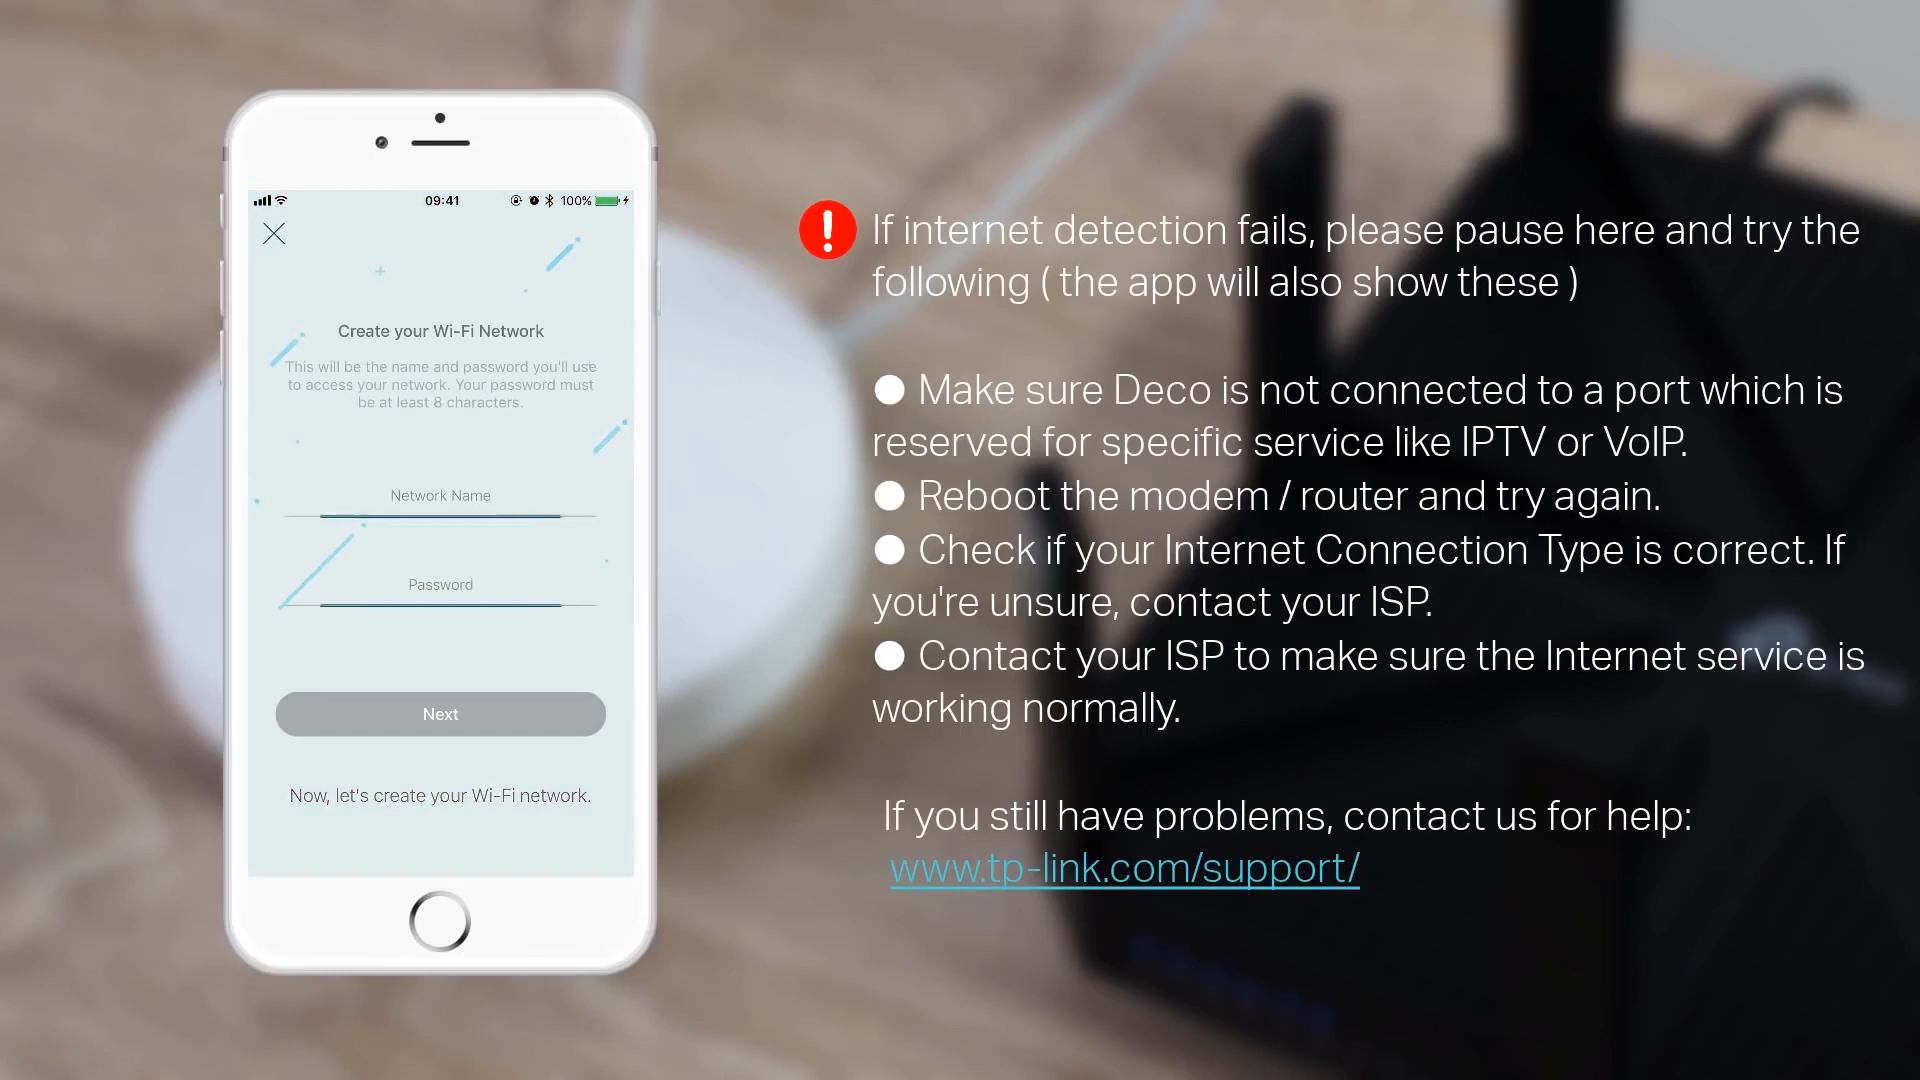 09:41
100%
Create your Wi-Fi Network
This will be the name and password you'll use
to access your network. Your password must
be at least 8 characters.
Network Name
Password
Next
Now, let's create your Wi-Fi network.
If internet detection fails, please pause here and try the
following ( the app will also show these )
● Make sure Deco is not connected to a port which is
reserved for specific service like IPTV or VoIP.
● Reboot the modem / router and try again.
● Check if your Internet Connection Type is correct. If
you're unsure, contact your ISP.
● Contact your ISP to make sure the Internet service is
working normally.
If you still have problems, contact us for help:
www.tp-link.com/support/